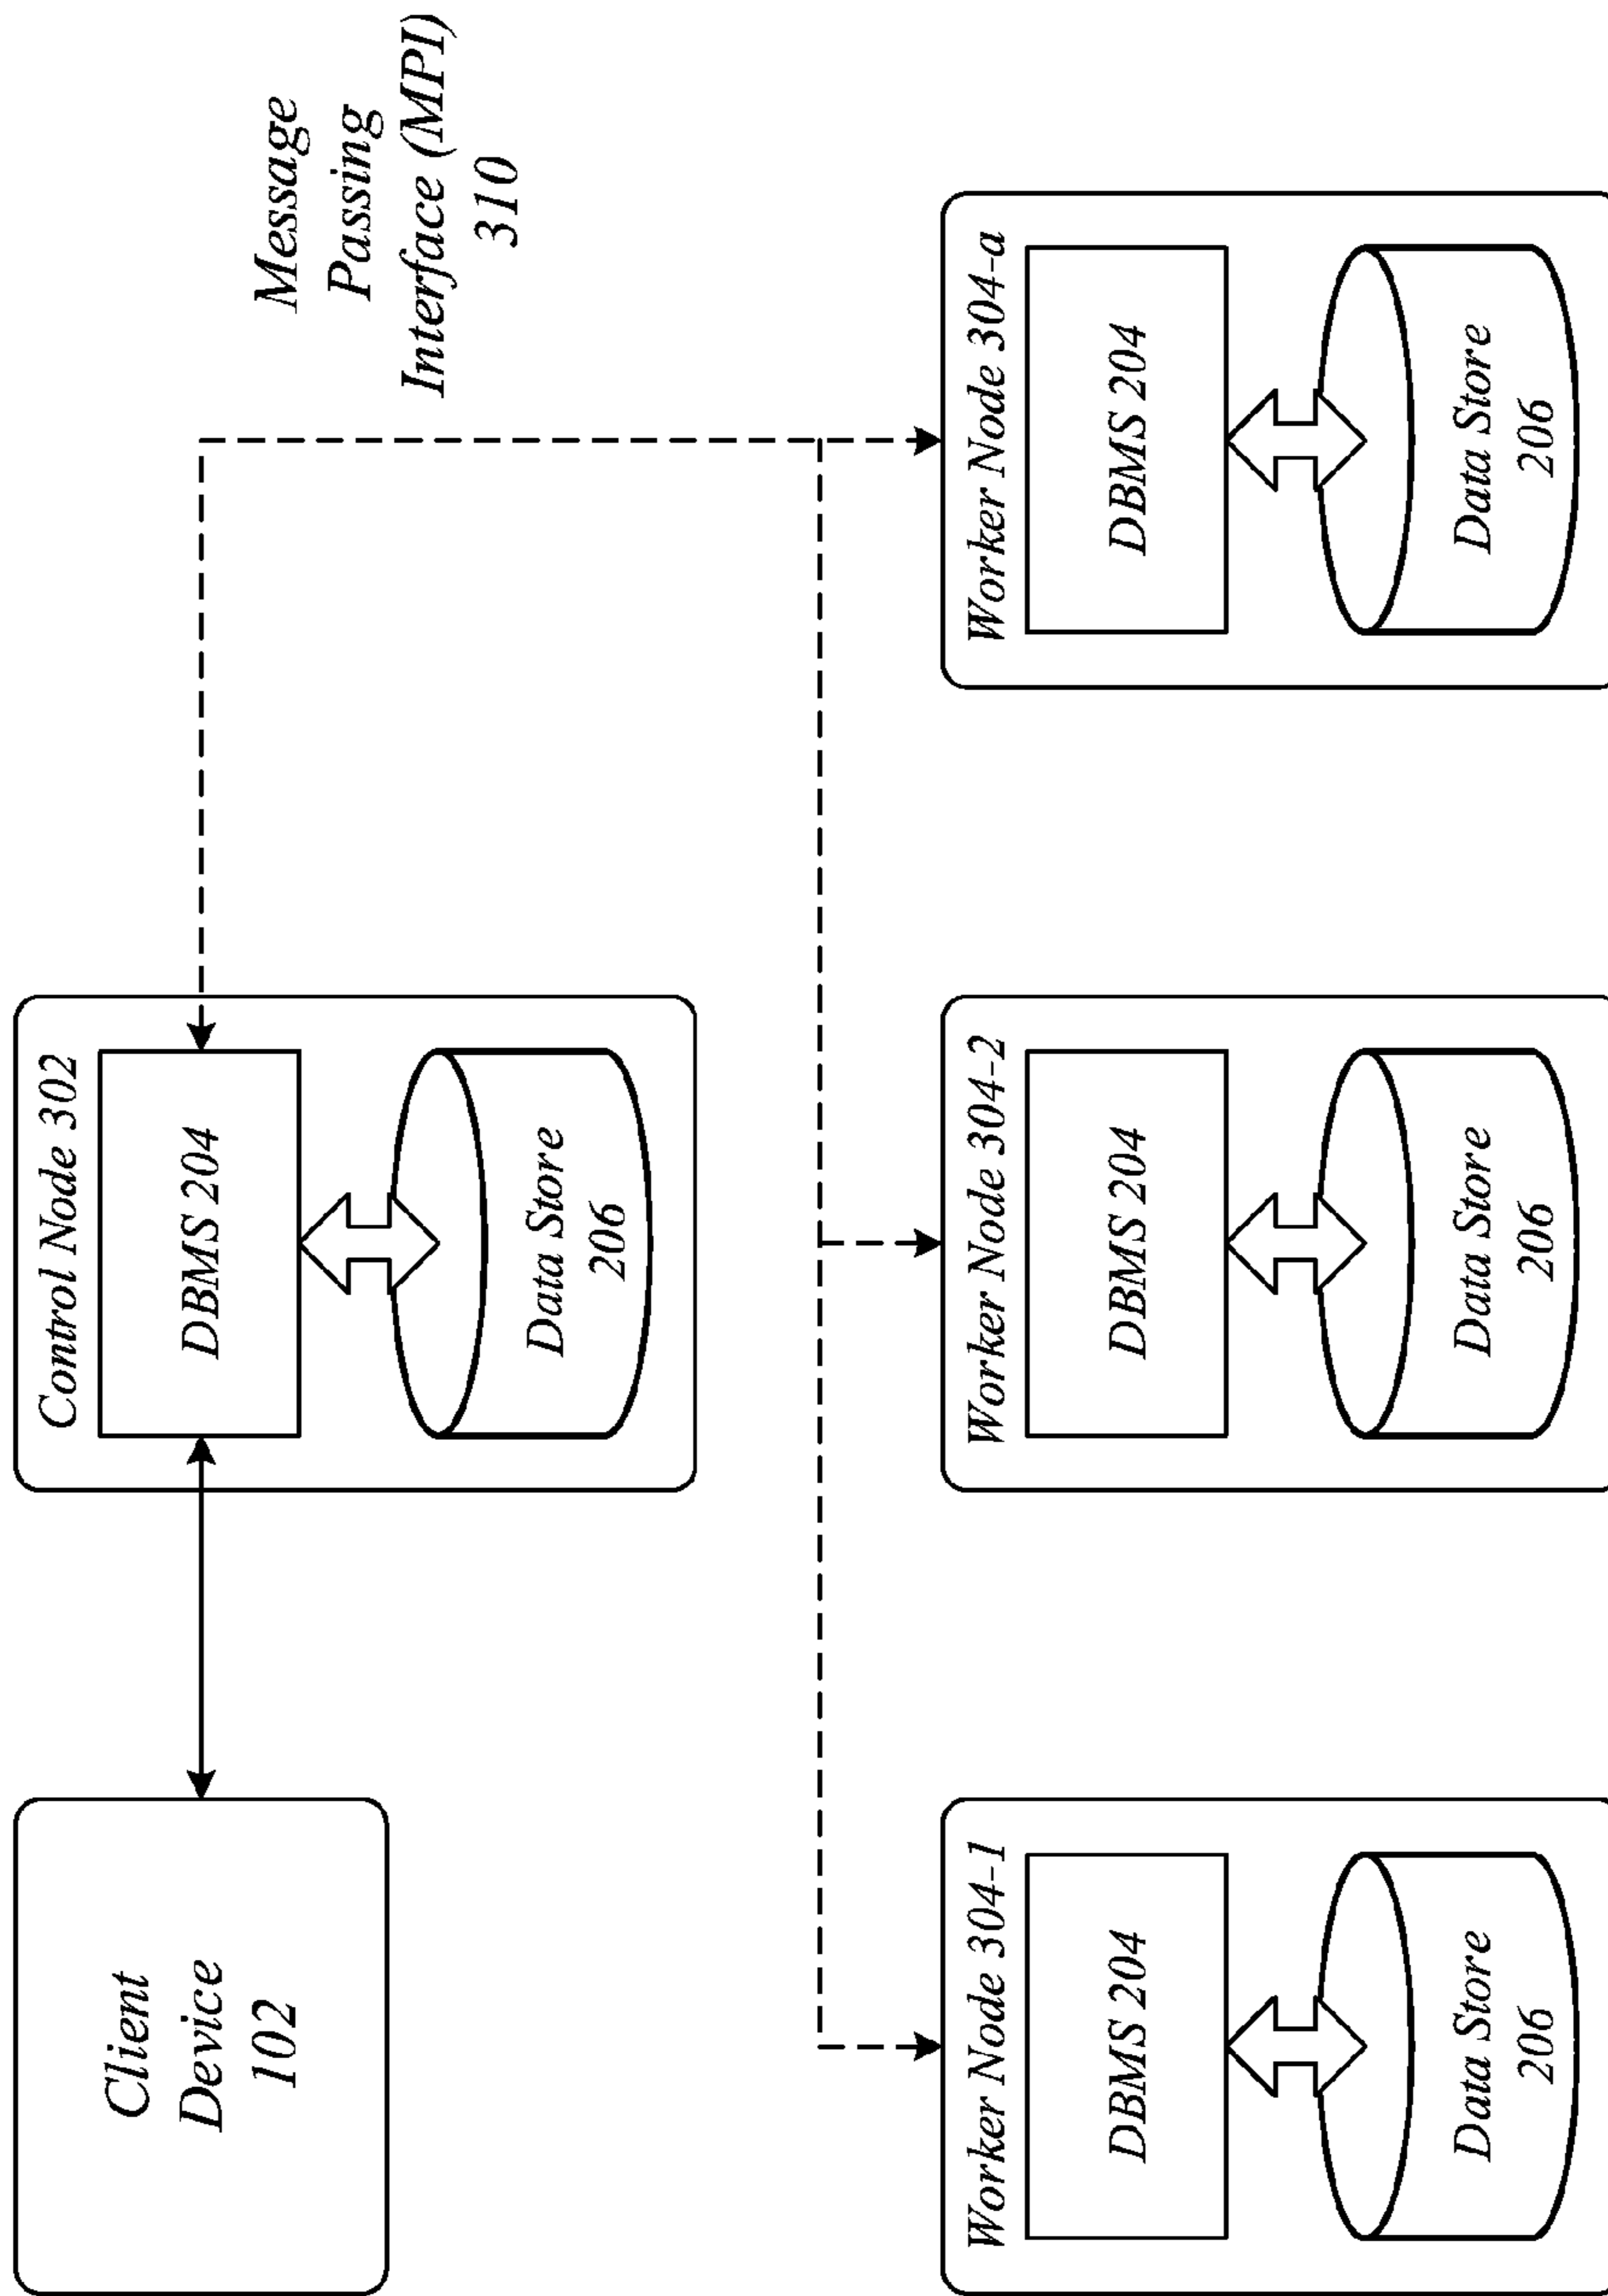 Client
Device
102
Control Node 302
DBMS 204
Data Store
206
Message
Passing
Interface (MPI)
310
Worker Node 304-1
DBMS 204
Data Store
206
Worker Node 304-2
DBMS 204
Data Store
206
Worker Node 304-a
DBMS 204
Data Store
206